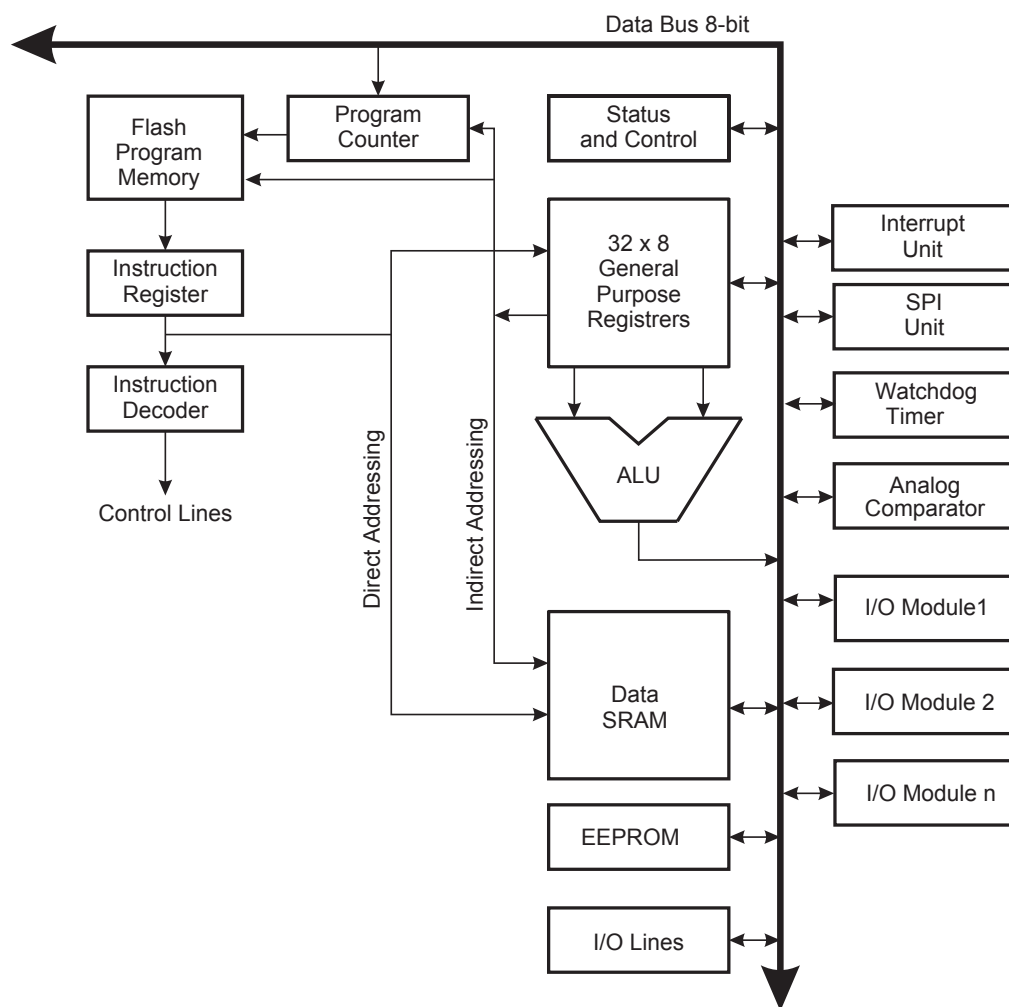 Data Bus 8-bit
Flash
Program
Memory
Program
Counter
Status
and Control
Interrupt
Unit
32 x 8
General
Purpose
Registrers
Instruction
Register
SPI
Unit
Instruction
Decoder
Watchdog
Timer
ALU
Analog
Comparator
Control Lines
Direct Addressing
Indirect Addressing
I/O Module1
Data
SRAM
I/O Module 2
I/O Module n
EEPROM
I/O Lines